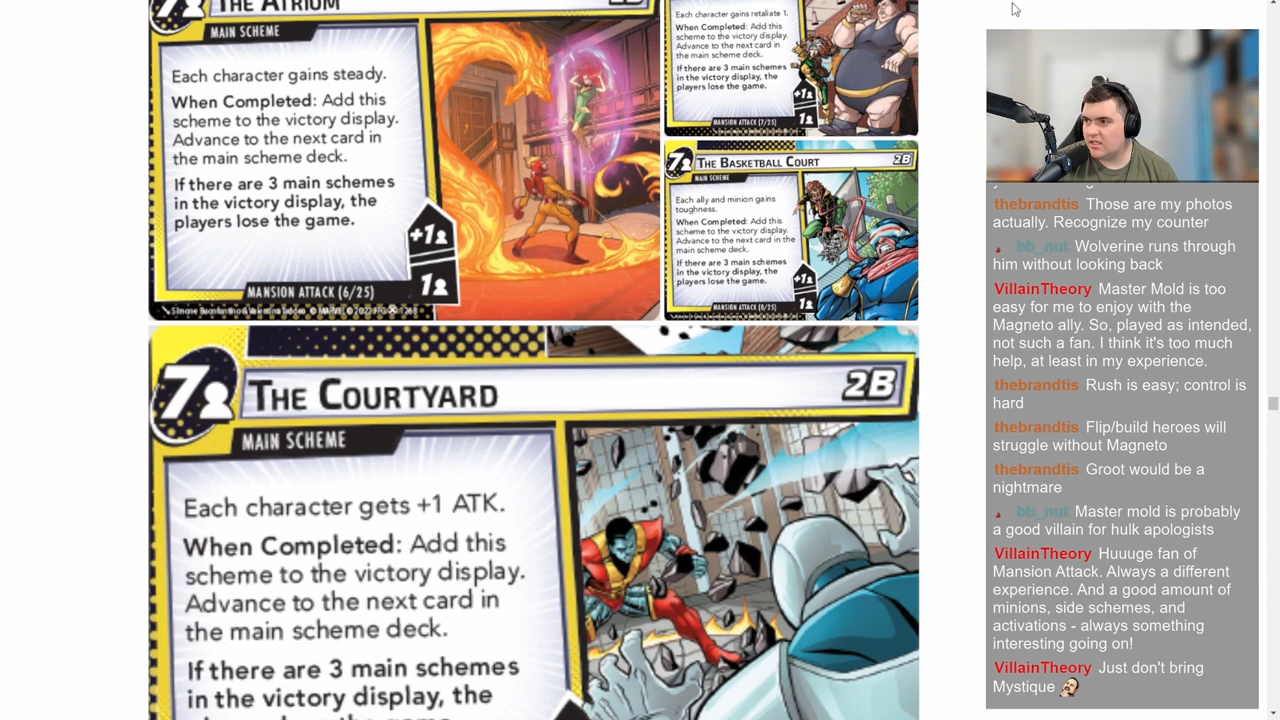 THE ATRIUM
MAIN SCHEME
Each character gains steady.
When Completed: Add this
scheme to the victory display.
Advance to the next card in
the main scheme deck.
If there are 3 main schemes
in the victory display, the
players lose the game.
+1
1
MANSION ATTACK (6/25)
Each character gains retaliate 1.
When Completed: Add this
scheme to the victory display.
Advance to the next card in
the main scheme deck.
If there are 3 main schemes
in the victory display, the
players lose the game.
+1
1
MANSION ATTACK (7/25)
7
THE BASKETBALL COURT
2B
MAIN SCHEME
Each ally and minion gains
toughness.
When Completed: Add this
scheme to the victory display.
Advance to the next card in the
main scheme deck.
If there are 3 main schemes
in the victory display, the
players lose the game.
+1
1
MANSION ATTACK (8/25)
7
THE COURTYARD
2B
MAIN SCHEME
Each character gets +1 ATK.
When Completed: Add this
scheme to the victory display.
Advance to the next card in
the main scheme deck.
If there are 3 main schemes
in the victory display, the
thebrandtis Those are my photos
actually. Recognize my counter
bb_nut Wolverine runs through
him without looking back
VillainTheory Master Mold is too
easy for me to enjoy with the
Magneto ally. So, played as intended,
not such a fan. I think it's too much
help, at least in my experience.
thebrandtis Rush is easy; control is
hard
thebrandtis Flip/build heroes will
struggle without Magneto
thebrandtis Groot would be a
nightmare
bb_nut Master mold is probably
a good villain for hulk apologists
VillainTheory Huuuge fan of
Mansion Attack. Always a different
experience. And a good amount of
minions, side schemes, and
activations - always something
interesting going on!
VillainTheory Just don't bring
Mystique